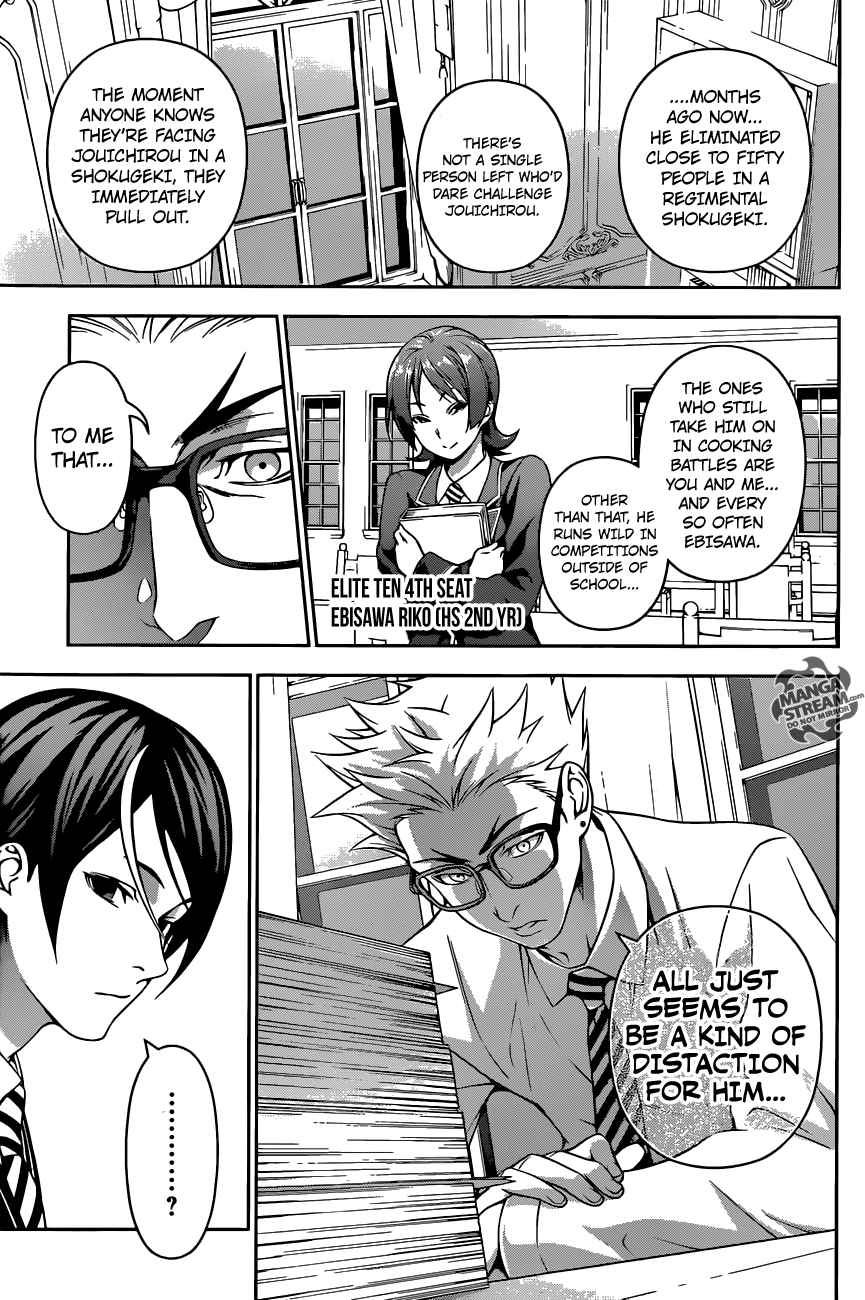 ....MONTHS
AGO NOW...
HE ELIMINATED
CLOSE TO FIFTY
PEOPLE IN A
REGIMENTAL
SHOKUGEKI.
THERE'S
NOT A SINGLE
PERSON LEFT WHO'D
DARE CHALLENGE
JOUICHIROU.
THE MOMENT
ANYONE KNOWS
THEY'RE FACING
JOUICHIROU IN A
SHOKUGEKI, THEY
IMMEDIATELY
PULL OUT.
THE ONES
WHO STILL
TAKE HIM ON
IN COOKING
BATTLES ARE
YOU AND ME...
AND EVERY
SO OFTEN
EBISAWA.
OTHER
THAN THAT, HE
RUNS WILD IN
COMPETITIONS
OUTSIDE OF
SCHOOL...
ELITE TEN 4TH SEAT
EBISAWA RIKO (HS 2ND YR)
TO ME
THAT...
MANGA
STREAM.com
DO NOT MIRROR
ALL JUST
SEEMS TO
BE A KIND OF
DISTACTION
FOR HIM...
..........?